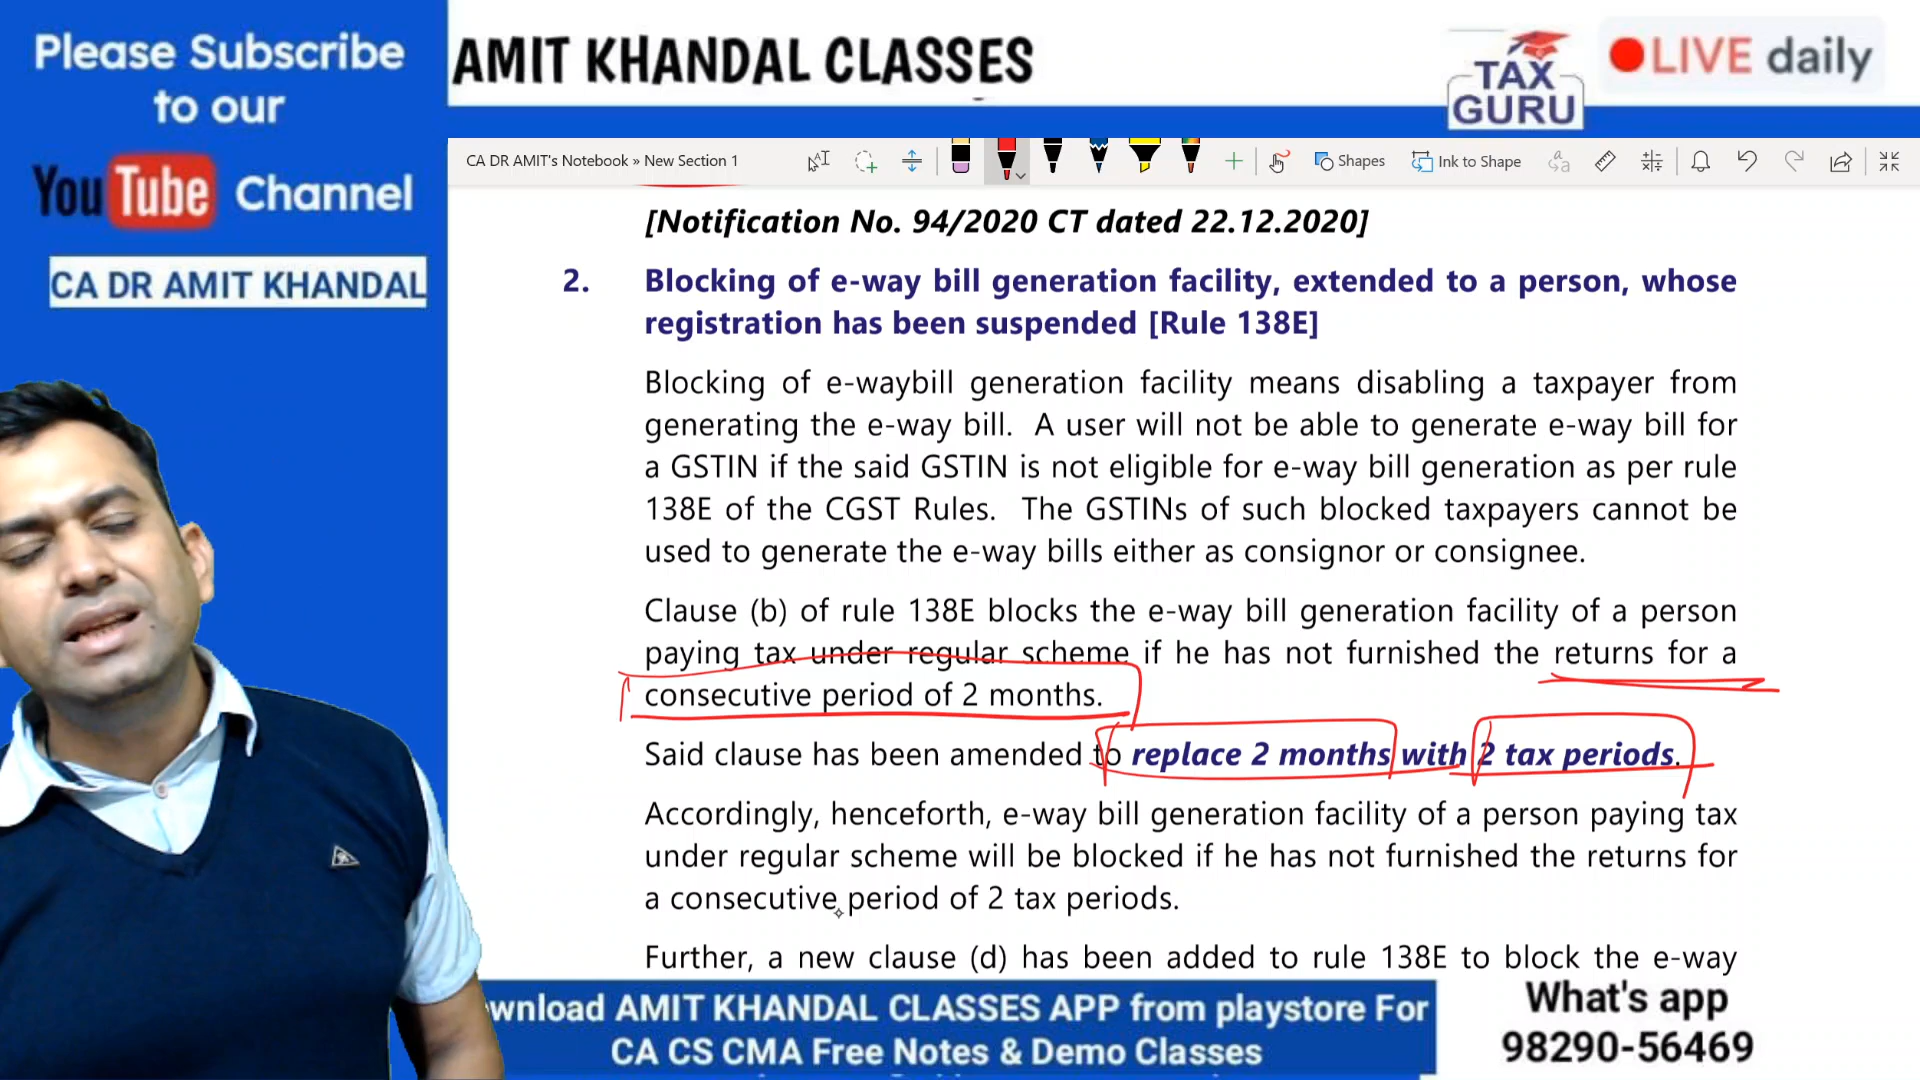 Please Subscribe
to our
YouTube Channel
CA DR AMIT KHANDAL
AMIT KHANDAL CLASSES
TAX
GURU
LIVE daily
CA DR AMIT's Notebook » New Section 1
Shapes
Ink to Shape
[Notification No. 94/2020 CT dated 22.12.2020]
2. Blocking of e-way bill generation facility, extended to a person, whose
registration has been suspended [Rule 138E]
Blocking of e-waybill generation facility means disabling a taxpayer from
generating the e-way bill. A user will not be able to generate e-way bill for
a GSTIN if the said GSTIN is not eligible for e-way bill generation as per rule
138E of the CGST Rules. The GSTINs of such blocked taxpayers cannot be
used to generate the e-way bills either as consignor or consignee.
Clause (b) of rule 138E blocks the e-way bill generation facility of a person
paying tax under regular scheme if he has not furnished the returns for a
consecutive period of 2 months.
Said clause has been amended to replace 2 months with 2 tax periods.
Accordingly, henceforth, e-way bill generation facility of a person paying tax
under regular scheme will be blocked if he has not furnished the returns for
a consecutive period of 2 tax periods.
Further, a new clause (d) has been added to rule 138E to block the e-way
wnload AMIT KHANDAL CLASSES APP from playstore For
CA CS CMA Free Notes & Demo Classes
What's app
98290-56469